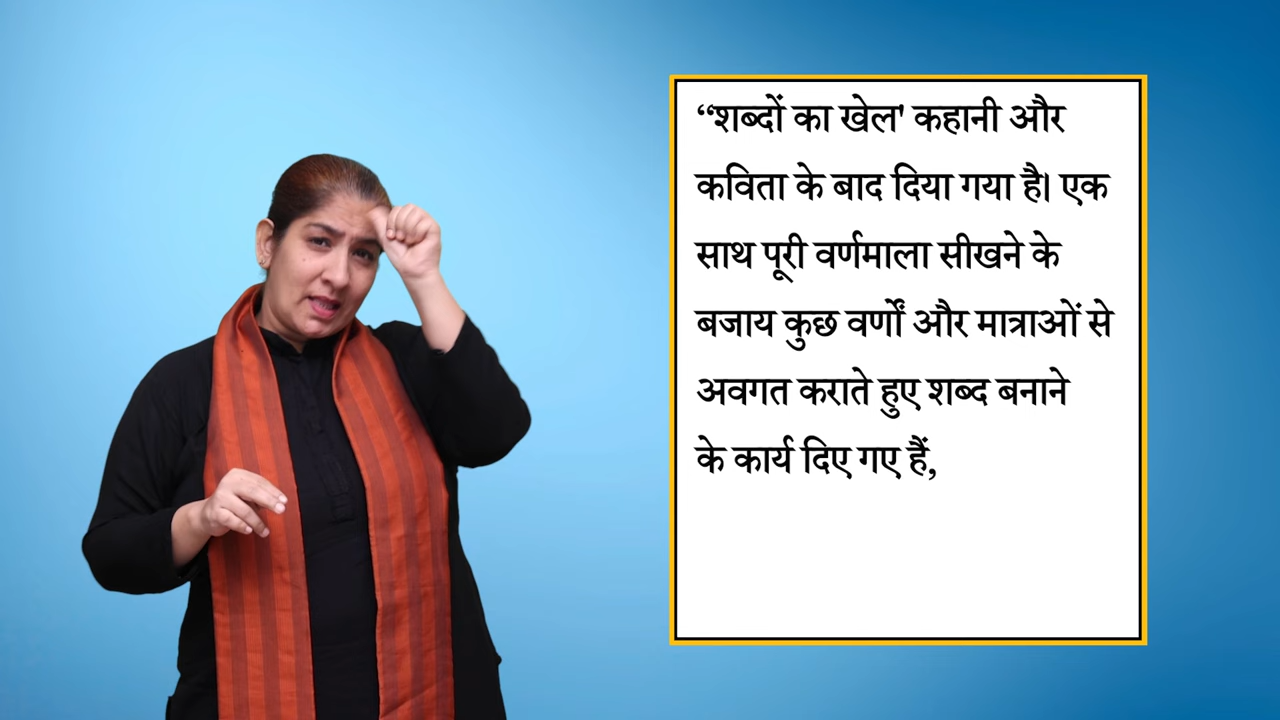 “शब्दों का खेल' कहानी और
कविता के बाद दिया गया है। एक
साथ पूरी वर्णमाला सीखने के
बजाय कुछ वर्णों और मात्राओं से
अवगत कराते हुए शब्द बनाने
के कार्य दिए गए हैं,